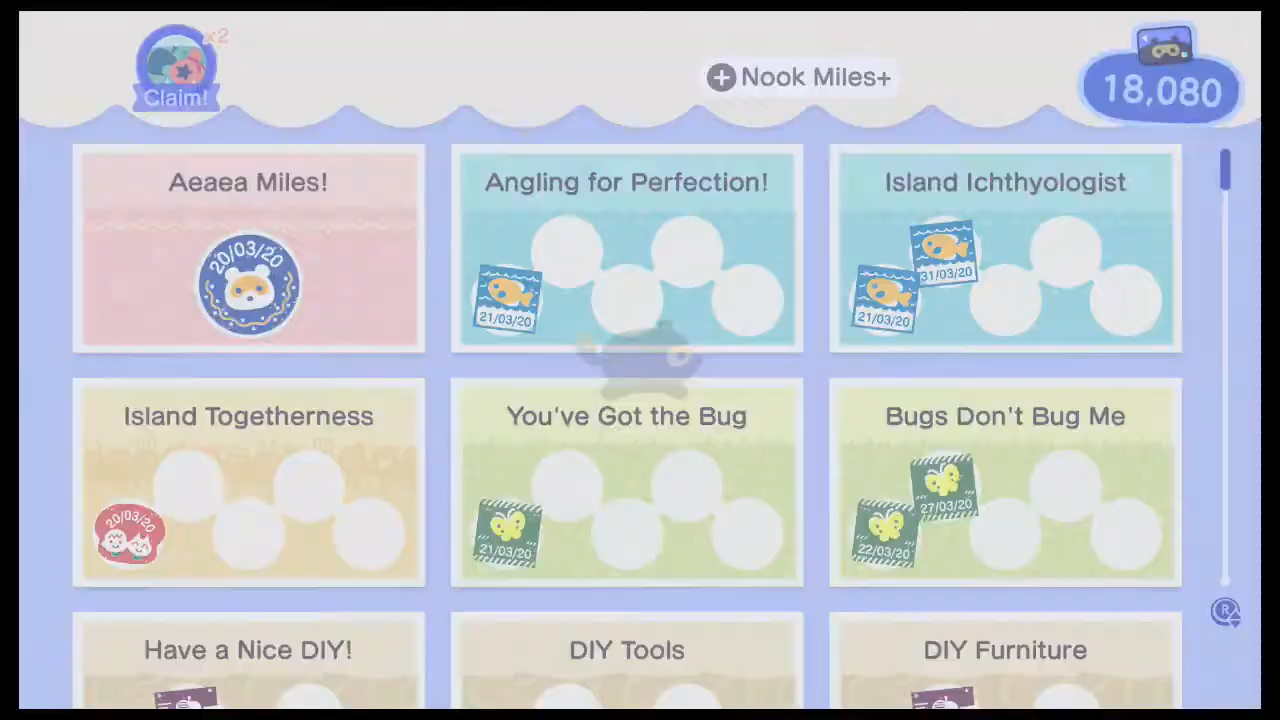 x2
Claim!
+ Nook Miles+
18,080
Aeaea Miles!
20/03/20
Angling for Perfection!
21/03/20
Island Ichthyologist
21/03/20
31/03/20
Island Togetherness
20/03/20
You've Got the Bug
21/03/20
Bugs Don't Bug Me
22/03/20
27/03/20
R
Have a Nice DIY!
DIY Tools
DIY Furniture